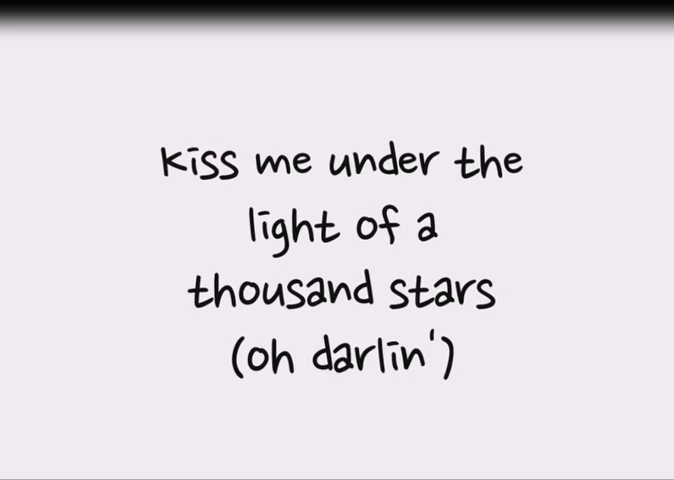 kiss me under the
light of a
thousand stars
(oh darlin')